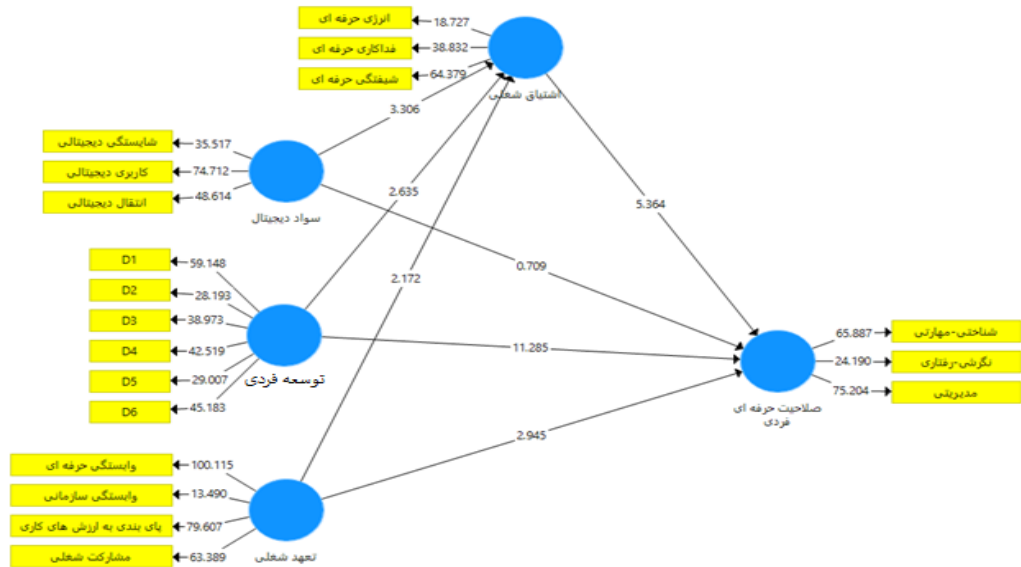 انرژی حرفه ای
18.727
فداکاری حرفه ای
38.832
شیفتگی حرفه ای
64.379
اشتیاق شغلی
3.306
شایستگی دیجیتالی
35.517
کاربری دیجیتالی
74.712
انتقال دیجیتالی
48.614
سواد دیجیتال
2.635
5.364
0.709
2.172
D1
59.148
D2
28.193
D3
38.973
D4
42.519
D5
29.007
D6
45.183
توسعه فردی
11.285
65.887
شناختی-مهارتی
24.190
نگرشی-رفتاری
75.204
مدیریتی
صلاحیت حرفه ای
فردی
2.945
وابستگی حرفه ای
100.115
وابستگی سازمانی
13.490
پای بندی به ارزش های کاری
79.607
مشارکت شغلی
63.389
تعهد شغلی